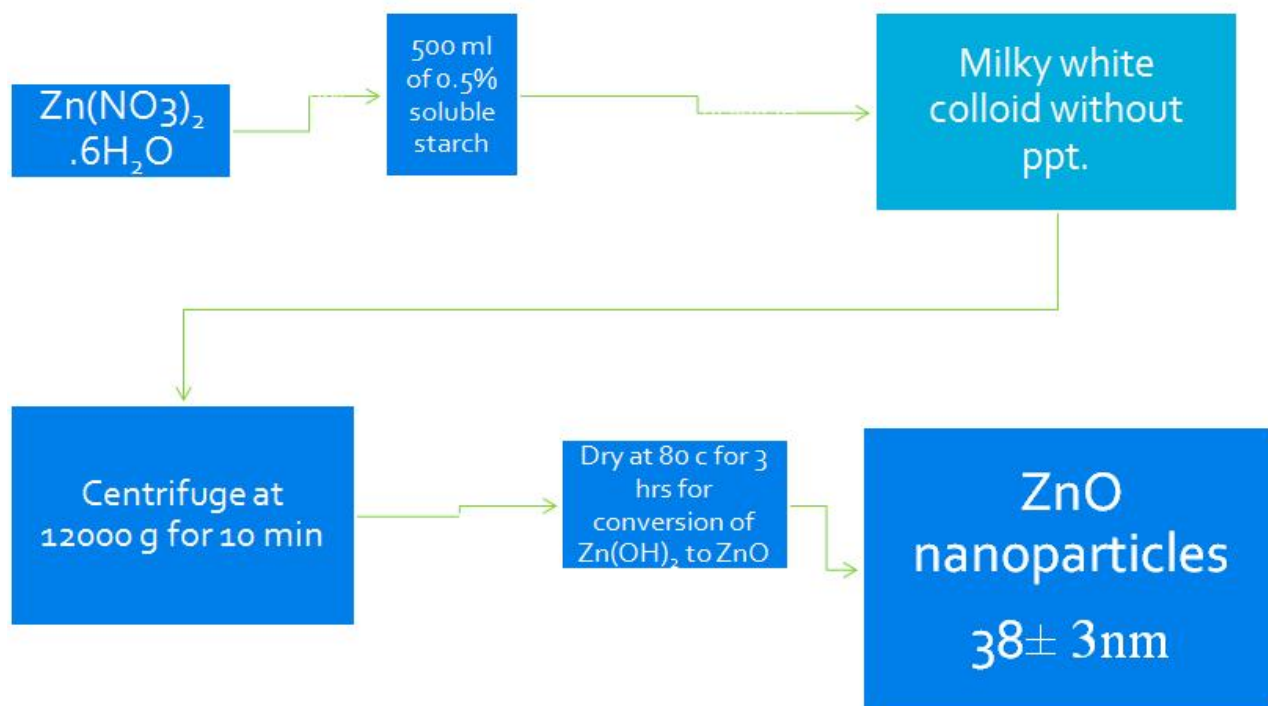 Zn(NO3)₂
.6H₂O
500 ml
of 0.5%
soluble
starch
Milky white
colloid without
ppt.
Centrifuge at
12000 g for 10 min
Dry at 80 c for 3
hrs for
conversion of
Zn(OH)₂ to ZnO
ZnO
nanoparticles
38± 3nm